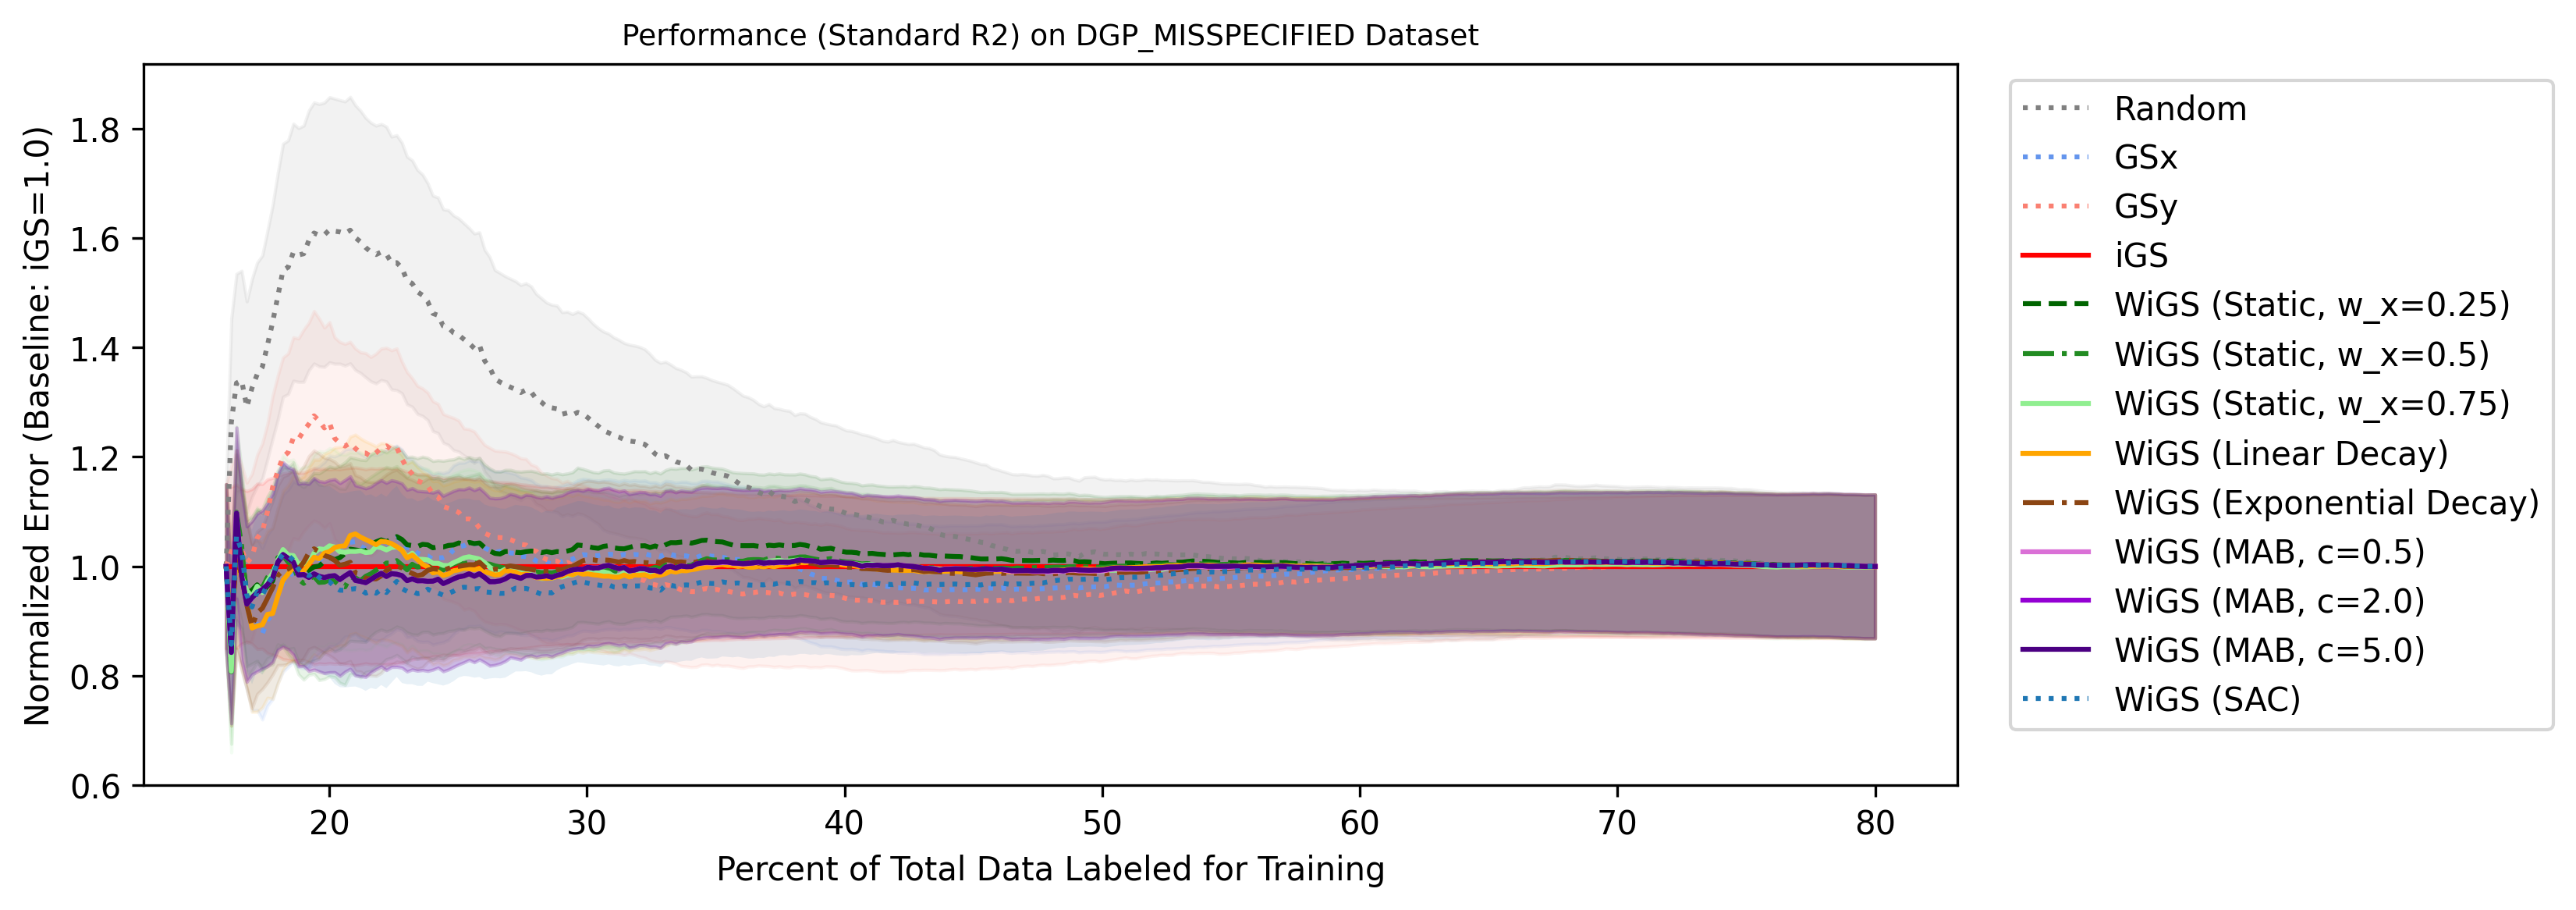 Performance (Standard R2) on DGP_MISSPECIFIED Dataset
Normalized Error (Baseline: iGS=1.0)
1.8
1.6
1.4
1.2
1.0
0.8
0.6
20 30 40 50 60 70 80
Percent of Total Data Labeled for Training
Random
GSx
GSy
iGS
WiGS (Static, w_x=0.25)
WiGS (Static, w_x=0.5)
WiGS (Static, w_x=0.75)
WiGS (Linear Decay)
WiGS (Exponential Decay)
WiGS (MAB, c=0.5)
WiGS (MAB, c=2.0)
WiGS (MAB, c=5.0)
WiGS (SAC)